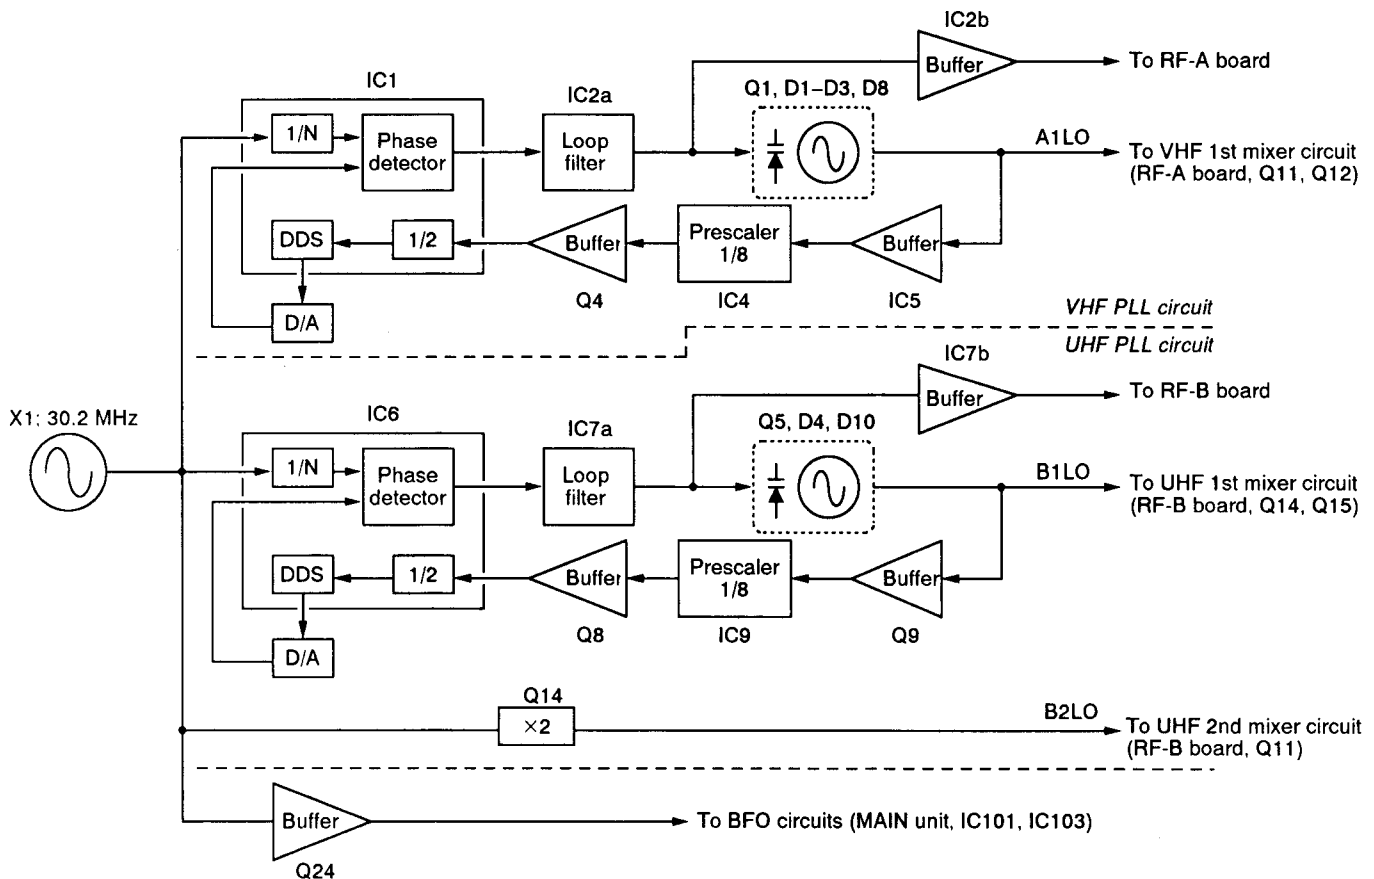 IC2b
Buffer
To RF-A board
IC1
1/N
Phase
detector
IC2a
Loop
filter
Q1, D1–D3, D8
A1LO
To VHF 1st mixer circuit
(RF-A board, Q11, Q12)
DDS
1/2
Buffer
Q4
Prescaler
1/8
IC4
Buffer
IC5
D/A
VHF PLL circuit
UHF PLL circuit
X1; 30.2 MHz
IC7b
Buffer
To RF-B board
IC6
1/N
Phase
detector
IC7a
Loop
filter
Q5, D4, D10
B1LO
To UHF 1st mixer circuit
(RF-B board, Q14, Q15)
DDS
1/2
Buffer
Q8
Prescaler
1/8
IC9
Buffer
Q9
D/A
Q14
×2
B2LO
To UHF 2nd mixer circuit
(RF-B board, Q11)
Buffer
Q24
To BFO circuits (MAIN unit, IC101, IC103)